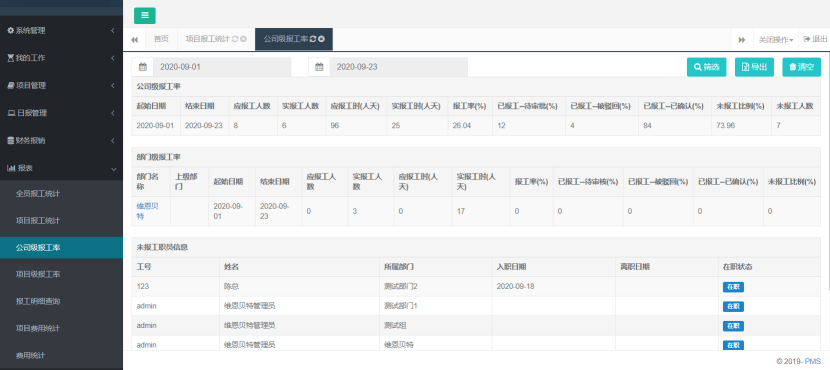 系统管理
我的工作
项目管理
日报管理
财务报销
报表
全员报工统计
项目报工统计
公司级报工率
项目级报工率
报工明细查询
项目费用统计
费用统计
首页 项目报工统计 公司级报工率 关闭操作 退出
2020-09-01 2020-09-23 筛选 导出 清空
公司级报工率
起始日期 结束日期 应报工人数 实报工人数 应报工时(人天) 实报工时(人天) 报工率(%) 已报工--待审批(%) 已报工--被驳回(%) 已报工--已确认(%) 未报工比例(%) 未报工人数
2020-09-01 2020-09-23 8 6 96 25 26.04 12 4 84 73.96 7
部门级报工率
部门名称 上级部门 起始日期 结束日期 应报工人数 实报工人数 应报工时(人天) 实报工时(人天) 报工率(%) 已报工--待审核(%) 已报工--被驳回(%) 已报工--已确认(%) 未报工比例(%)
维恩贝特 2020-09-01 2020-09-23 0 3 0 17 0 0 0 0 0
未报工职员信息
工号 姓名 所属部门 入职日期 离职日期 在职状态
123 陈总 测试部门2 2020-09-18 在职
admin 维恩贝特管理员 测试部门1 在职
admin 维恩贝特管理员 测试组 在职
admin 维恩贝特管理员 维恩贝特 在职
© 2019- PMS